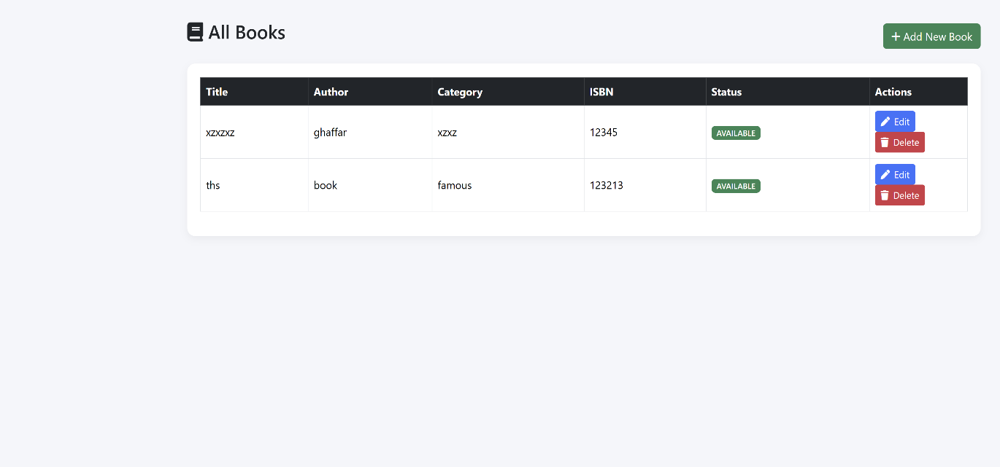 All Books
Add New Book
Title Author Category ISBN Status Actions
xzxzxz ghaffar xzxz 12345 AVAILABLE Edit
Delete
ths book famous 123213 AVAILABLE Edit
Delete